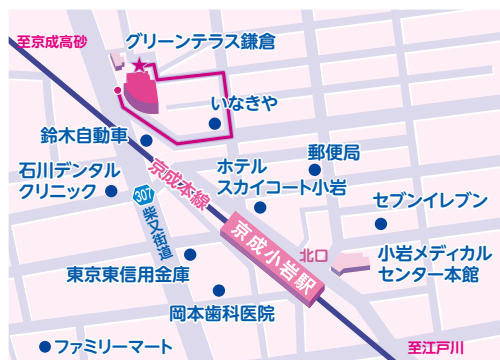 至京成高砂
グリーンテラス鎌倉
いなきや
鈴木自動車
石川デンタル
クリニック
307
柴又街道
京成本線
ホテル
スカイコート小岩
郵便局
セブンイレブン
京成小岩駅
北口
小岩メディカル
センター本館
東京東信用金庫
岡本歯科医院
ファミリーマート
至江戸川